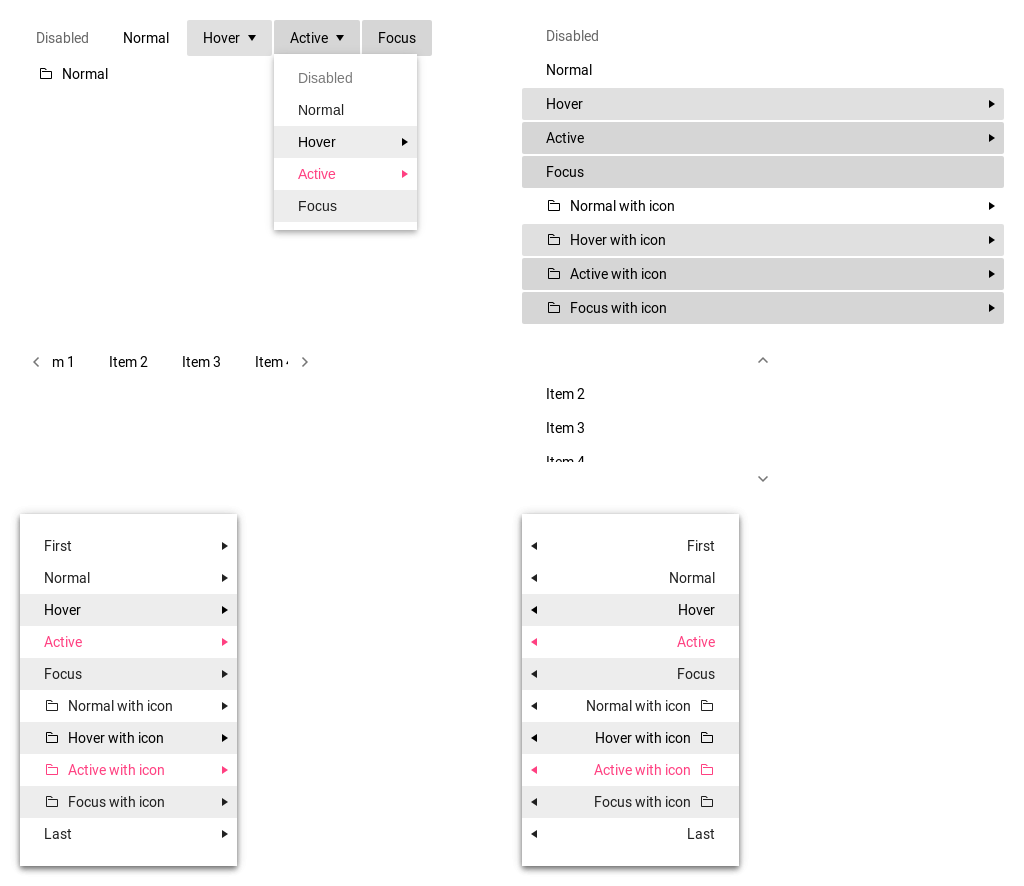 Disabled Normal Hover Active Focus
Normal
Disabled
Normal
Hover
Active
Focus
Disabled
Normal
Hover
Active
Focus
Normal with icon
Hover with icon
Active with icon
Focus with icon
m 1 Item 2 Item 3 Item 4
Item 2
Item 3
Item 4
First
Normal
Hover
Active
Focus
Normal with icon
Hover with icon
Active with icon
Focus with icon
Last
First
Normal
Hover
Active
Focus
Normal with icon
Hover with icon
Active with icon
Focus with icon
Last